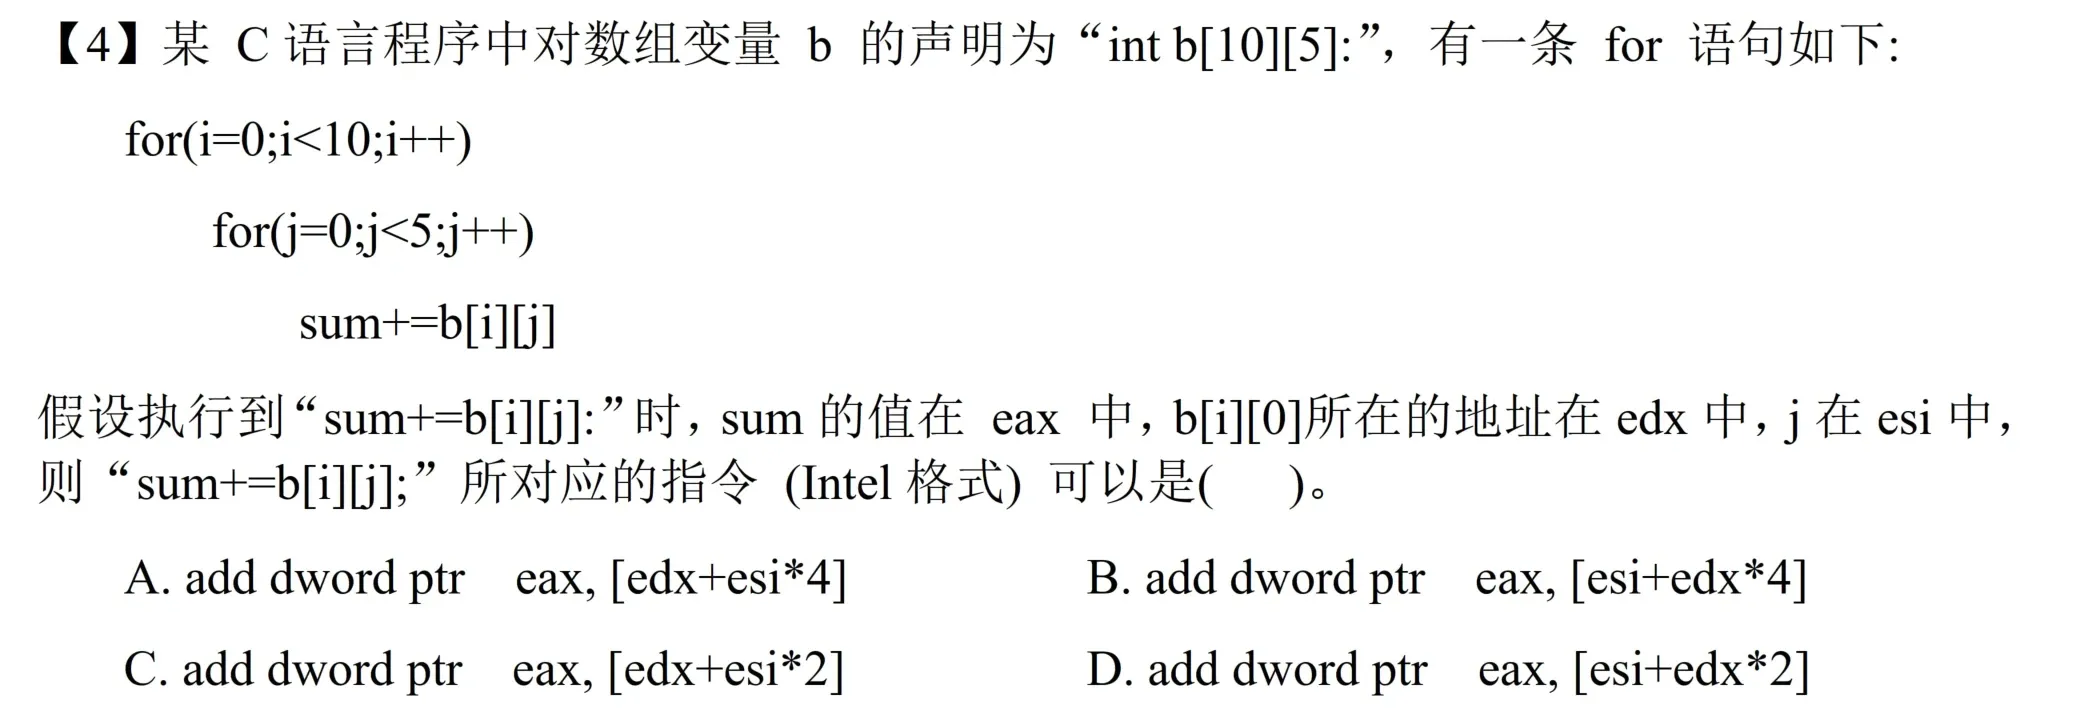 【4】某 C 语言程序中对数组变量 b 的声明为“int b[10][5]:”，有一条 for 语句如下:
for(i=0;i<10;i++)
for(j=0;j<5;j++)
sum+=b[i][j]
假设执行到“sum+=b[i][j]:”时，sum 的值在 eax 中，b[i][0]所在的地址在 edx 中，j 在 esi 中，
则“sum+=b[i][j];”所对应的指令 (Intel 格式) 可以是( )。
A. add dword ptr eax, [edx+esi*4] B. add dword ptr eax, [esi+edx*4]
C. add dword ptr eax, [edx+esi*2] D. add dword ptr eax, [esi+edx*2]